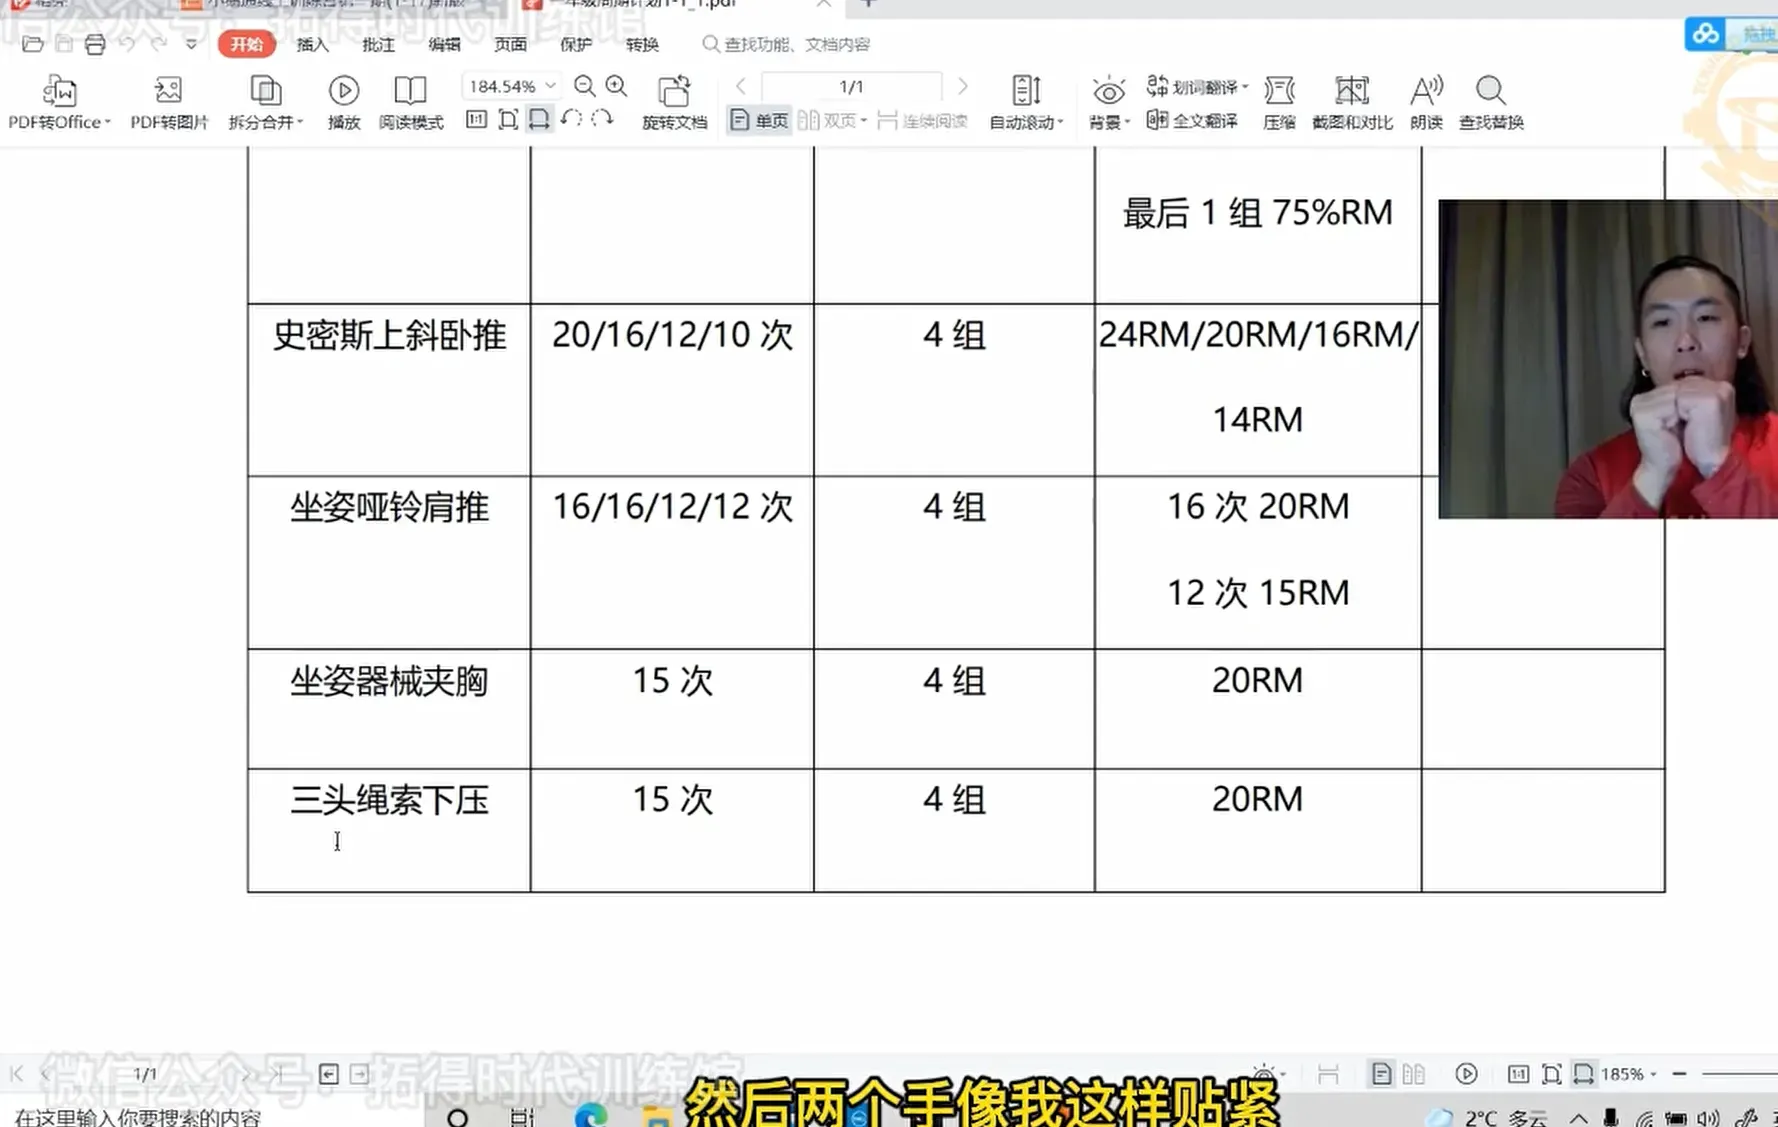 开始 插入 批注 编辑 页面 保护 转换 查找功能、文档内容
184.54% 1/1 划词翻译
PDF转Office PDF转图片 拆分合并 播放 阅读模式 旋转文档 单页 双页 连续阅读 自动滚动 背景 全文翻译 压缩 截图和对比 朗读 查找替换
最后 1 组 75%RM
史密斯上斜卧推 20/16/12/10 次 4 组 24RM/20RM/16RM/
14RM
坐姿哑铃肩推 16/16/12/12 次 4 组 16 次 20RM
12 次 15RM
坐姿器械夹胸 15 次 4 组 20RM
三头绳索下压 15 次 4 组 20RM
微信公众号·拓得时代训练馆
1/1 185%
然后两个手像我这样贴紧
在这里输入你要搜索的内容 2°C 多云